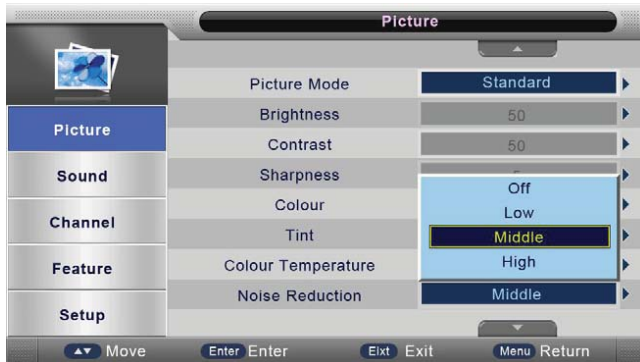 Picture
Picture Mode Standard
Brightness 50
Contrast 50
Sharpness
Colour
Tint
Colour Temperature
Noise Reduction Middle
Off
Low
Middle
High
Picture
Sound
Channel
Feature
Setup
Move Enter Enter Eixt Exit Menu Return